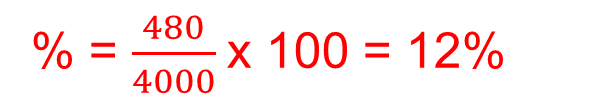 % = 480/4000 x 100 = 12%